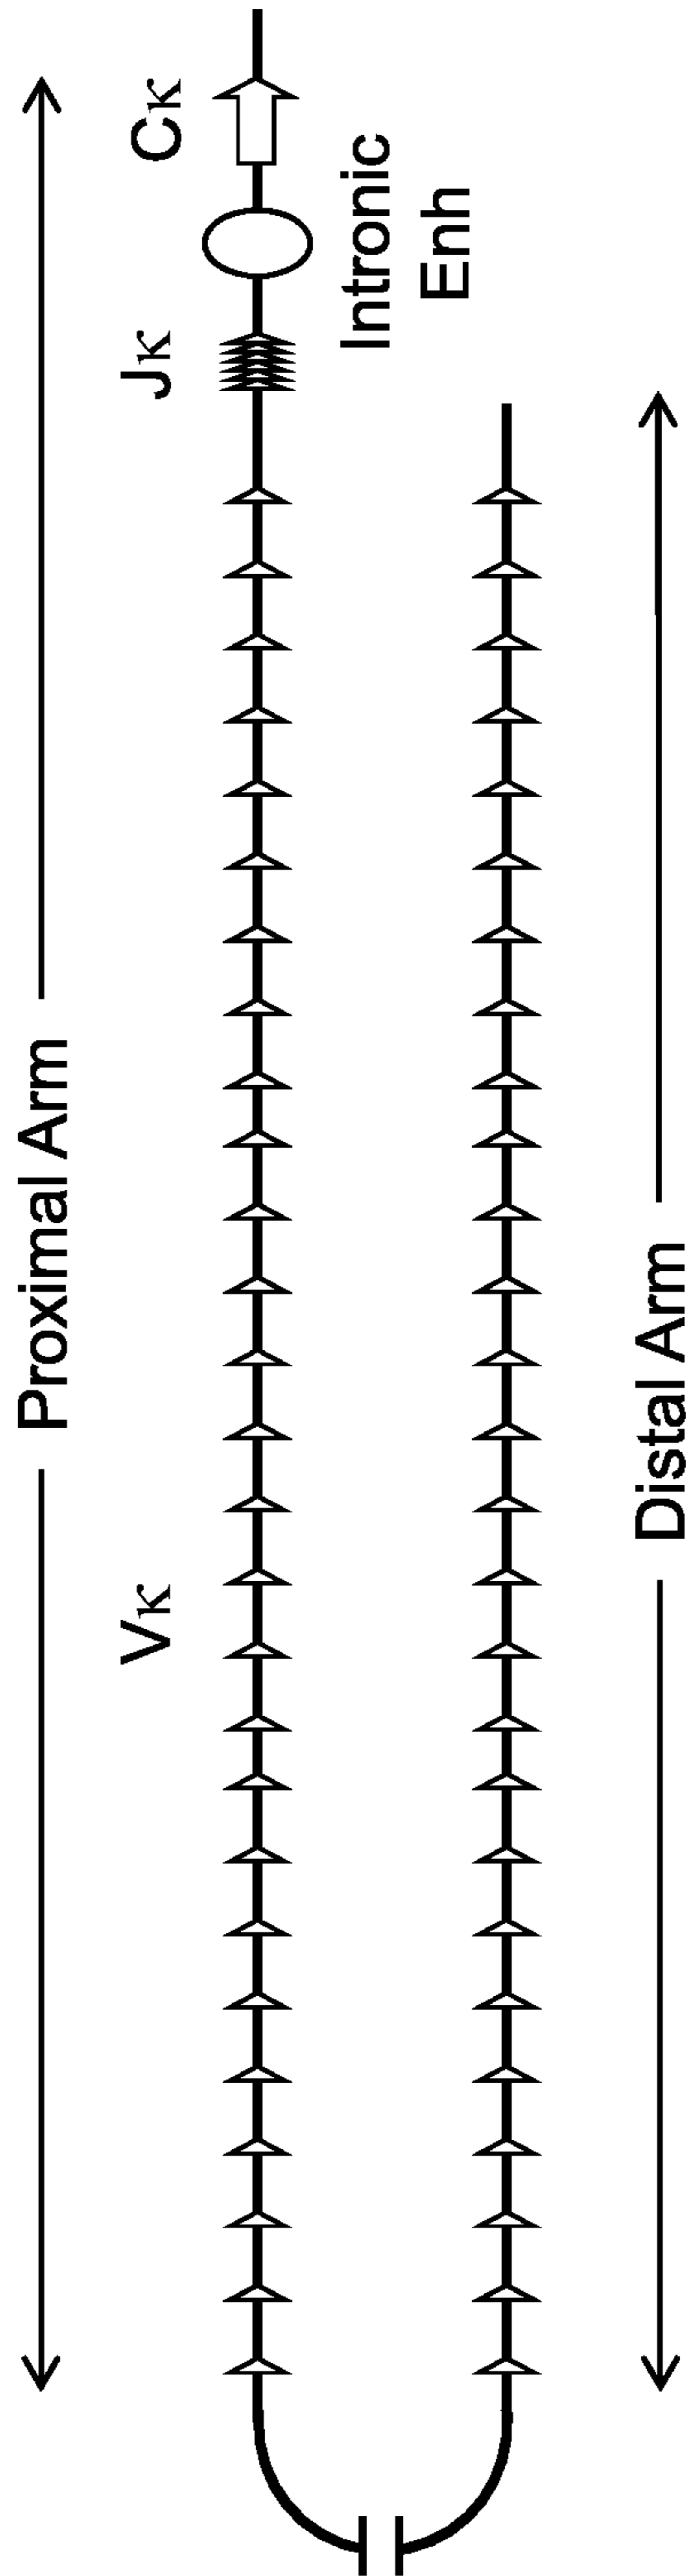 Proximal Arm
Vκ
Jκ
Cκ
Intronic
Enh
Distal Arm